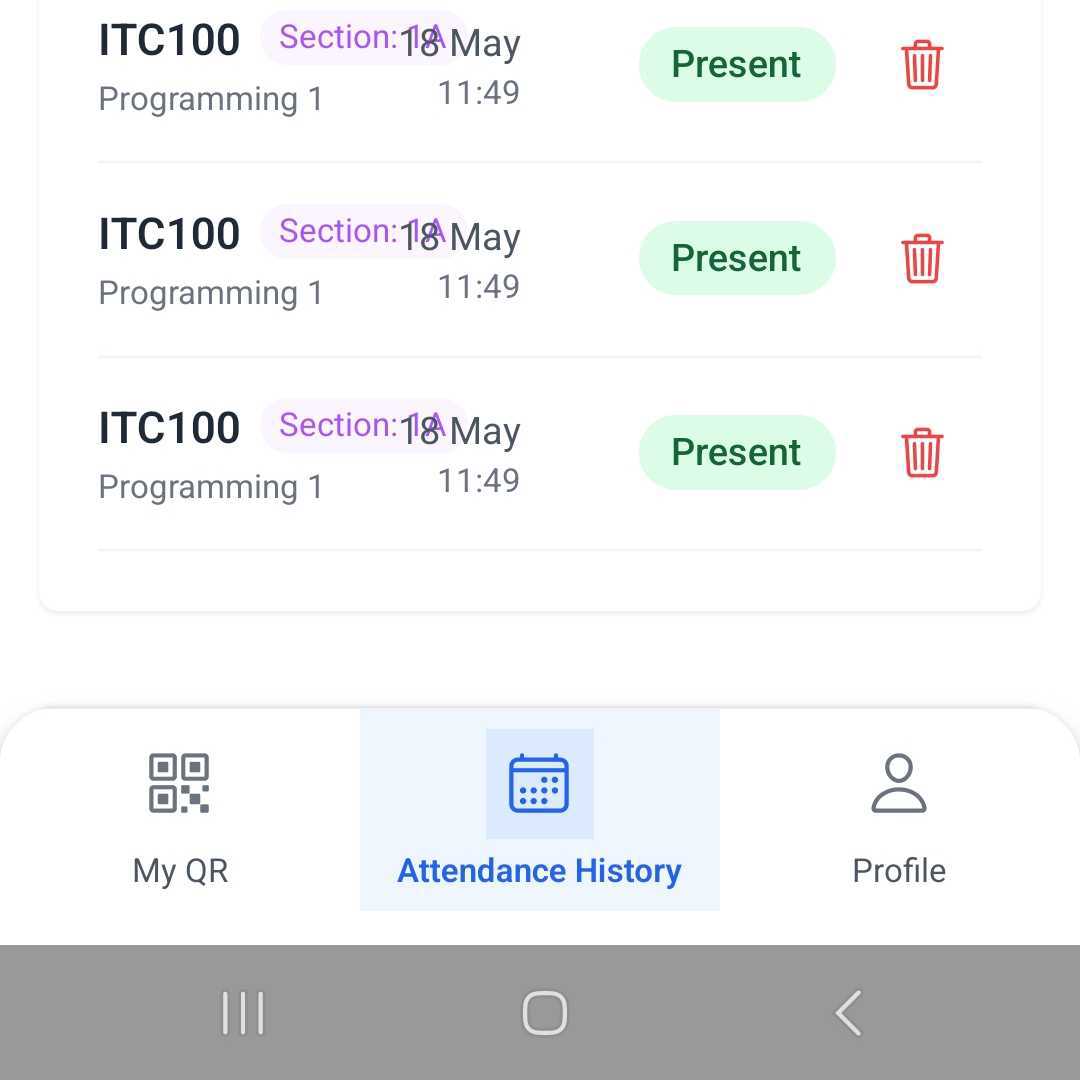 ITC100 Section: 1A 18 May Present
Programming 1 11:49
ITC100 Section: 1A 18 May Present
Programming 1 11:49
ITC100 Section: 1A 18 May Present
Programming 1 11:49
My QR Attendance History Profile